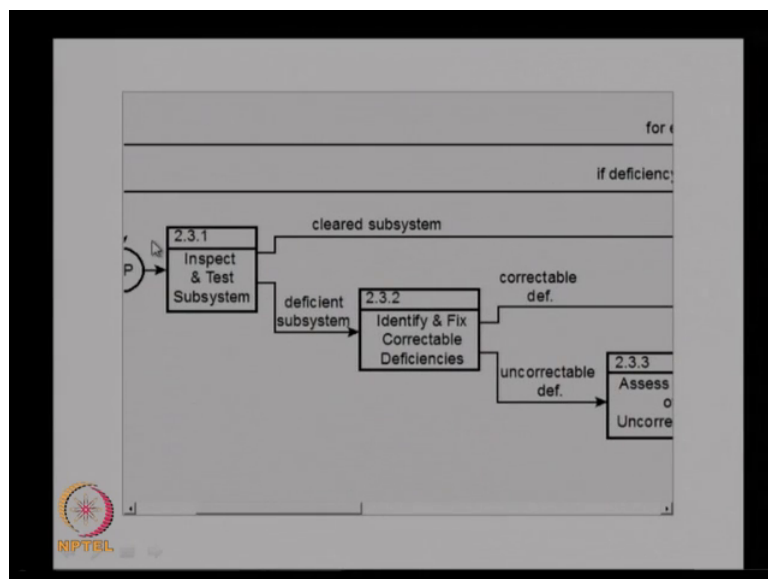 for
if deficiency
cleared subsystem
P
2.3.1
Inspect
& Test
Subsystem
deficient
subsystem
2.3.2
Identify & Fix
Correctable
Deficiencies
correctable
def.
uncorrectable
def.
2.3.3
Assess
Uncorre
NPTEL